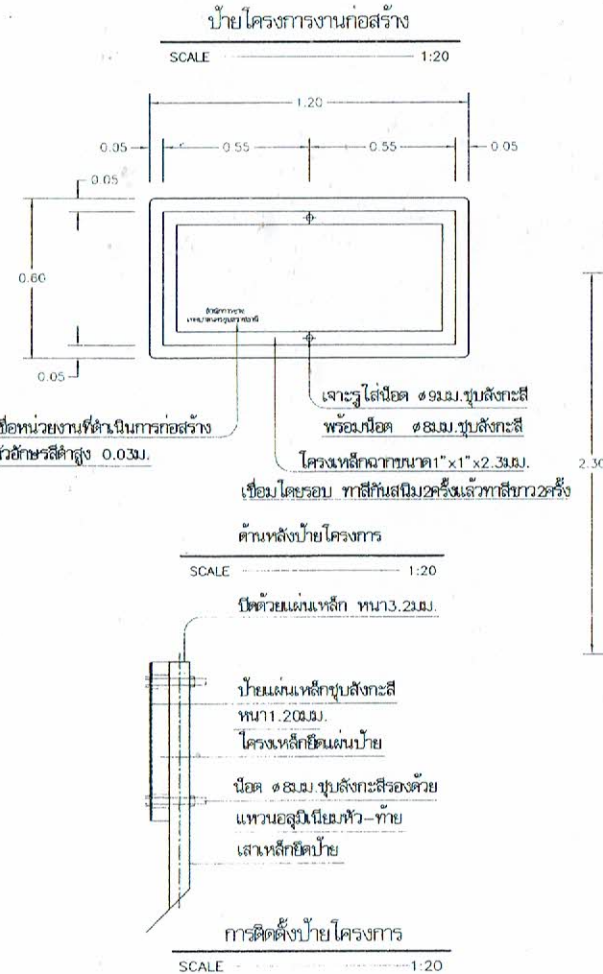 ป้ายโครงการงานก่อสร้าง
SCALE 1:20
1.20
0.05 0.55 0.55 0.05
0.05
0.60
0.05
เจาะรูใส่น๊อต ø9มม.ชุบสังกะสี
พร้อมน๊อต ø8มม.ชุบสังกะสี
ชื่อหน่วยงานที่ดำเนินการก่อสร้าง
ตัวอักษรสีดำสูง 0.03ม.
โครงเหล็กฉากขนาด1"x1"x2.3มม.
เชื่อมโดยรอบ ทาสีกันสนิม2ครั้งแล้วทาสีขาว2ครั้ง
2.30
ด้านหลังป้ายโครงการ
SCALE 1:20
ปิดด้วยแผ่นเหล็ก หนา3.2มม.
ป้ายแผ่นเหล็กชุบสังกะสี
หนา1.20มม.
โครงเหล็กยึดแผ่นป้าย
น๊อต ø8มม.ชุบสังกะสีรองด้วย
แหวนอลูมิเนียมหัว-ท้าย
เสาเหล็กยึดป้าย
การติดตั้งป้ายโครงการ
SCALE 1:20